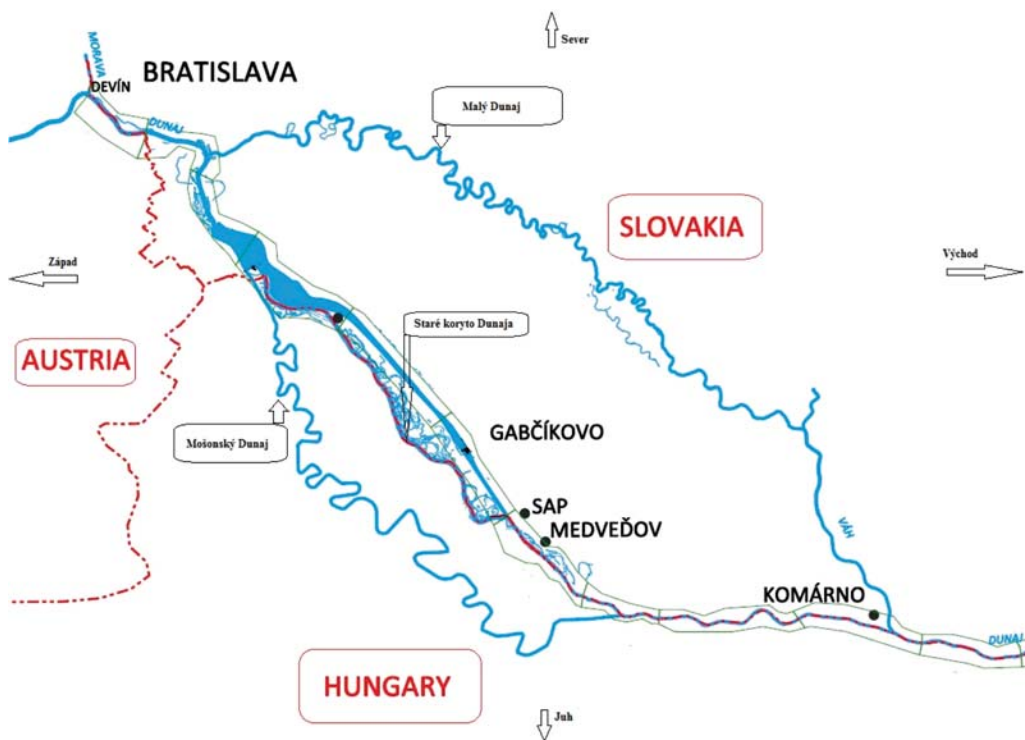 Sever
MORAVA
DEVÍN
BRATISLAVA
Malý Dunaj
DUNAJ
SLOVAKIA
Západ
Východ
Staré koryto Dunaja
AUSTRIA
Mošonský Dunaj
GABČÍKOVO
SAP
MEDVEĎOV
VÁH
KOMÁRNO
DUNAJ
HUNGARY
Juh